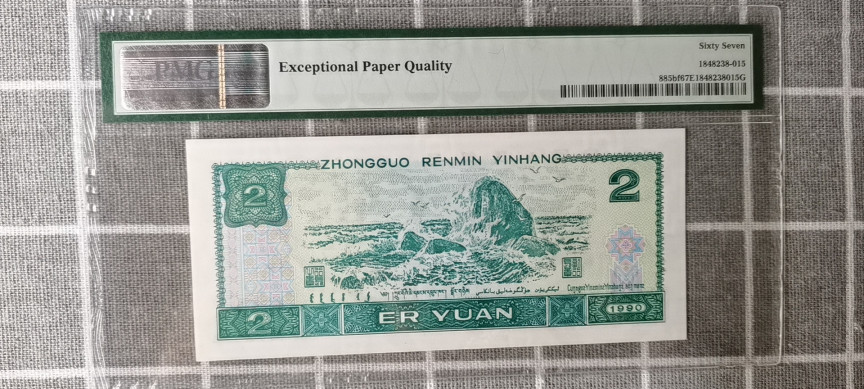 PMG
Exceptional Paper Quality
Sixty Seven
1848238-015
885bf67E1848238015G
ZHONGGUO RENMIN YINHANG
2
2
2
ER YUAN
1990